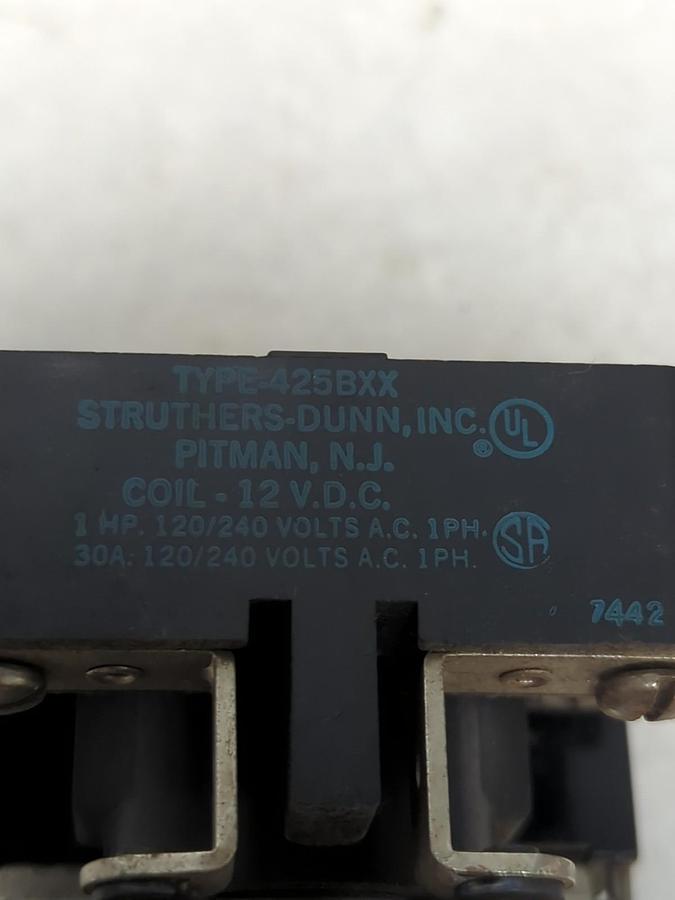 TYPE-425BXX
STRUTHERS-DUNN, INC. ® UL
PITMAN, N.J.
COIL - 12 V.D.C.
1 HP. 120/240 VOLTS A.C. 1PH. SA
30A: 120/240 VOLTS A.C. 1PH.
7442